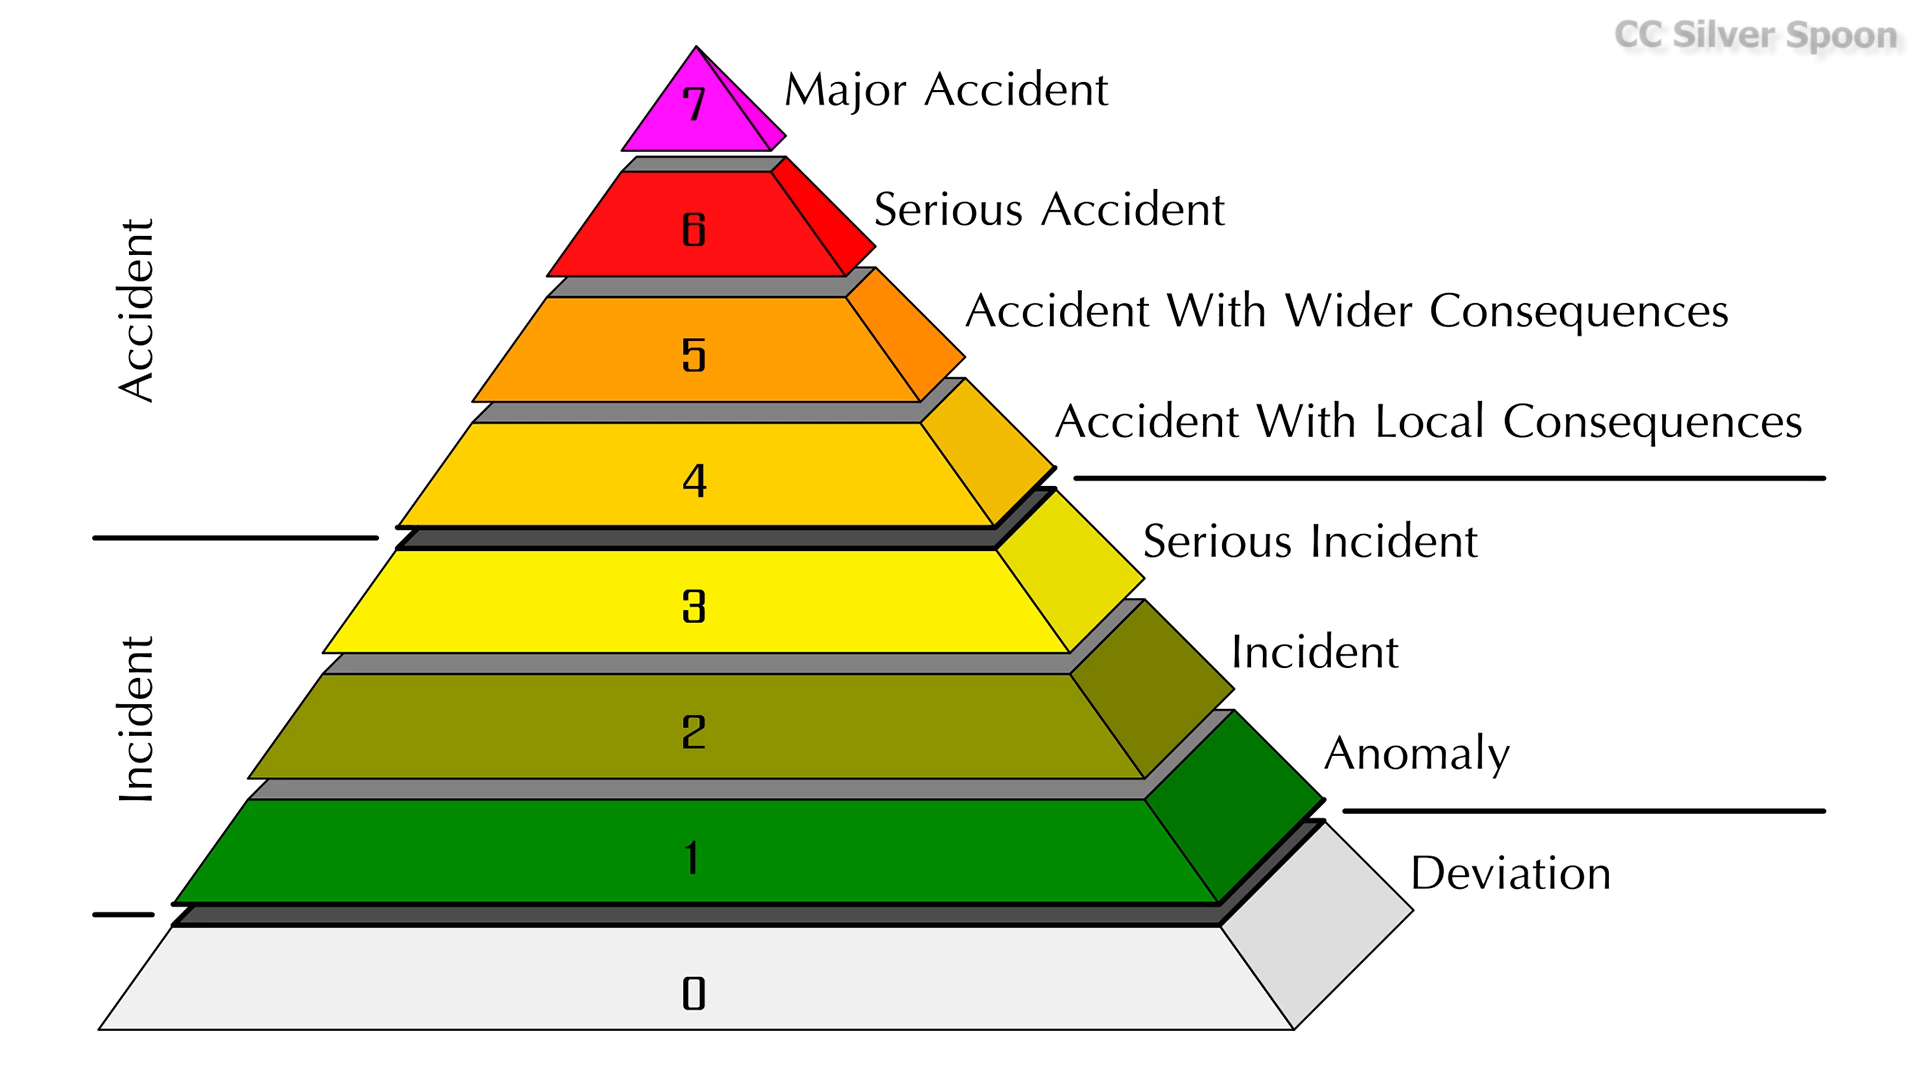 CC Silver Spoon
7
Major Accident
6
Serious Accident
5
Accident With Wider Consequences
4
Accident With Local Consequences
Accident
3
Serious Incident
2
Incident
1
Anomaly
Incident
0
Deviation